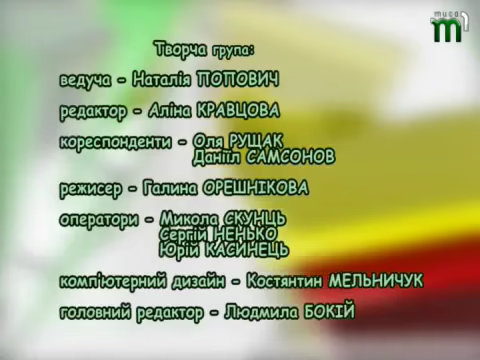 Творча група:
ведуча - Наталія ПОПОВИЧ
редактор - Аліна КРАВЦОВА
кореспонденти - Оля РУЩАК
Данііл САМСОНОВ
режисер - Галина ОРЕШНІКОВА
оператори - Микола СКУНЦЬ
Сергій НЕНЬКО
Юрій КАСИНЕЦЬ
комп'ютерний дизайн - Костянтин МЕЛЬНИЧУК
головний редактор - Людмила БОКІЙ